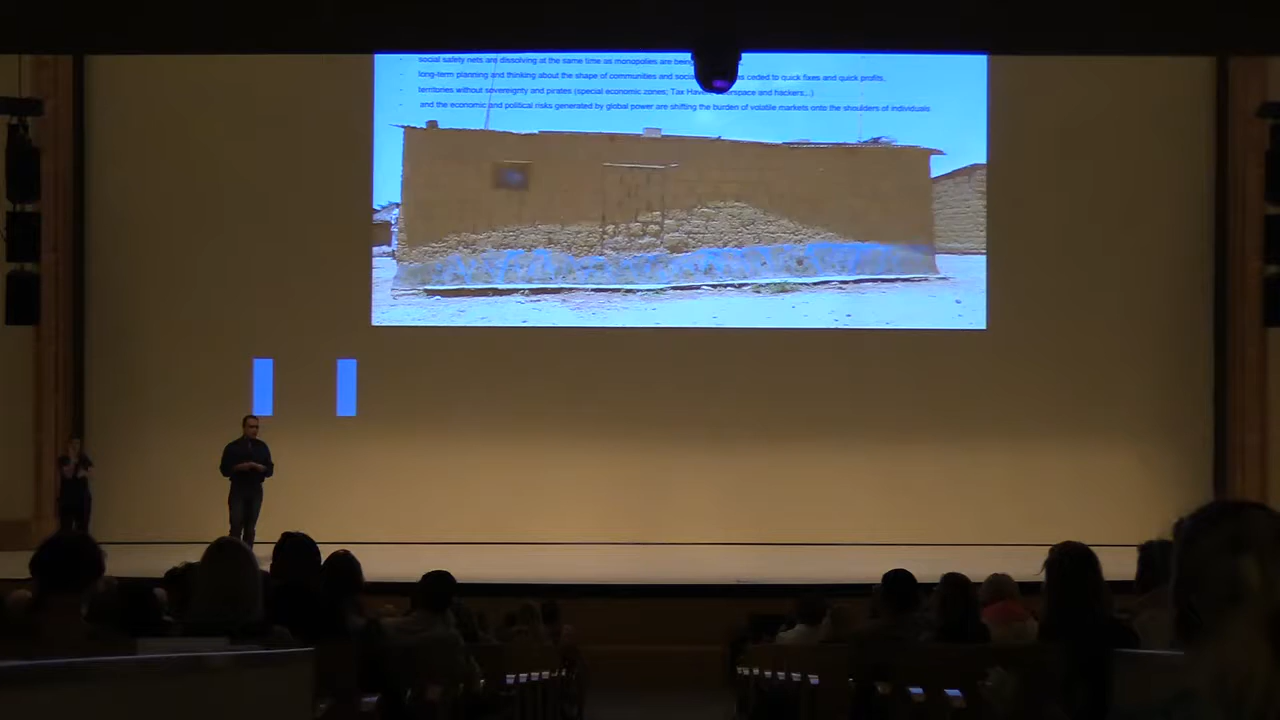 social safety nets are dissolving at the same time as monopolies are being
long-term planning and thinking about the shape of communities and ceded to quick fixes and quick profits,
territories without sovereignty and pirates (special economic zones; Tax and hackers...)
and the economic and political risks generated by global power are shifting the burden of volatile markets onto the shoulders of individuals